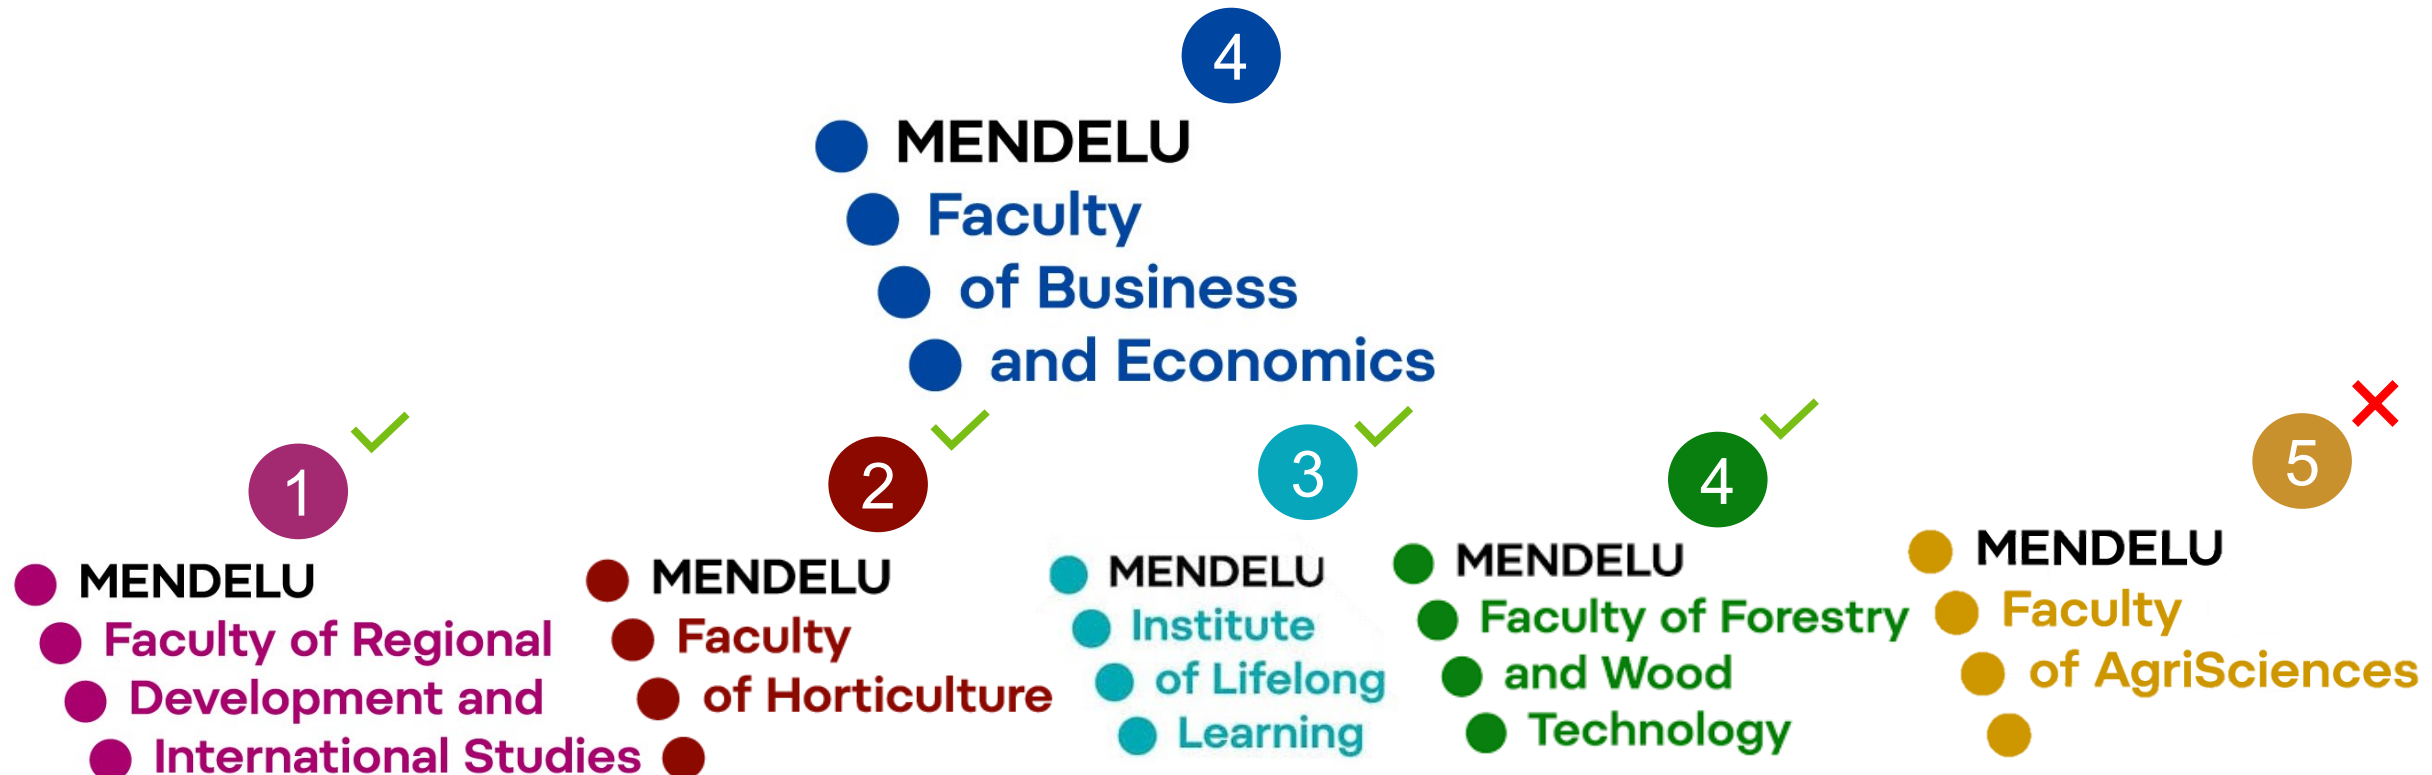 4
MENDELU
Faculty
of Business
and Economics
1
MENDELU
Faculty of Regional
Development and
International Studies
2
MENDELU
Faculty
of Horticulture
3
MENDELU
Institute
of Lifelong
Learning
4
MENDELU
Faculty of Forestry
and Wood
Technology
5
MENDELU
Faculty
of AgriSciences